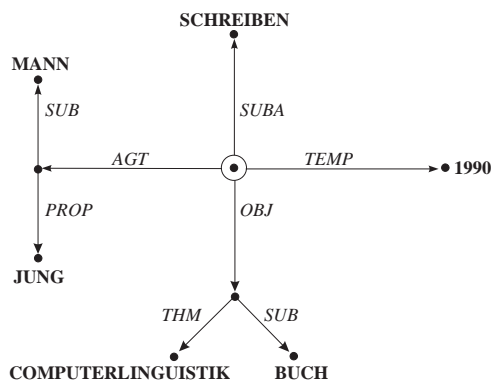 SCHREIBEN
MANN
SUB
SUBA
AGT
TEMP
1990
PROP
OBJ
JUNG
THM
SUB
COMPUTERLINGUISTIK
BUCH